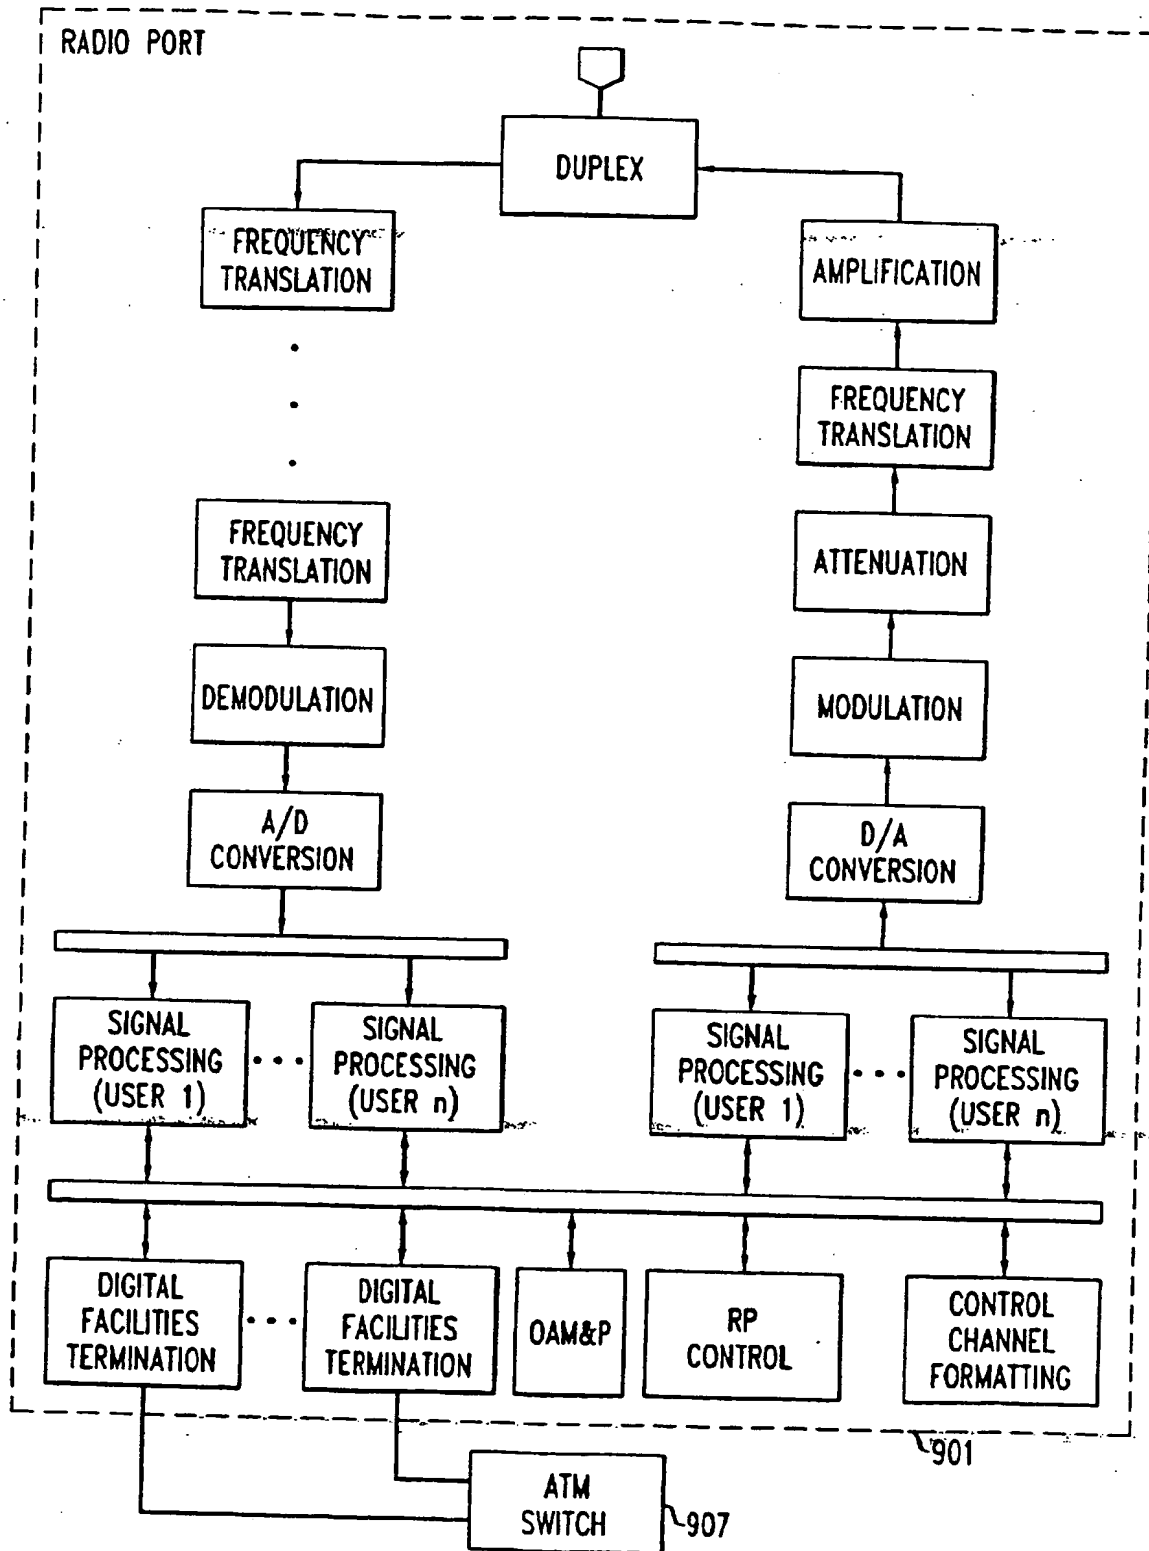 RADIO PORT
DUPLEX
FREQUENCY
TRANSLATION
AMPLIFICATION
FREQUENCY
TRANSLATION
FREQUENCY
TRANSLATION
ATTENUATION
DEMODULATION
MODULATION
A/D
CONVERSION
D/A
CONVERSION
SIGNAL
PROCESSING
(USER 1)
SIGNAL
PROCESSING
(USER n)
SIGNAL
PROCESSING
(USER 1)
SIGNAL
PROCESSING
(USER n)
DIGITAL
FACILITIES
TERMINATION
DIGITAL
FACILITIES
TERMINATION
OAM&P
RP
CONTROL
CONTROL
CHANNEL
FORMATTING
901
ATM
SWITCH
907